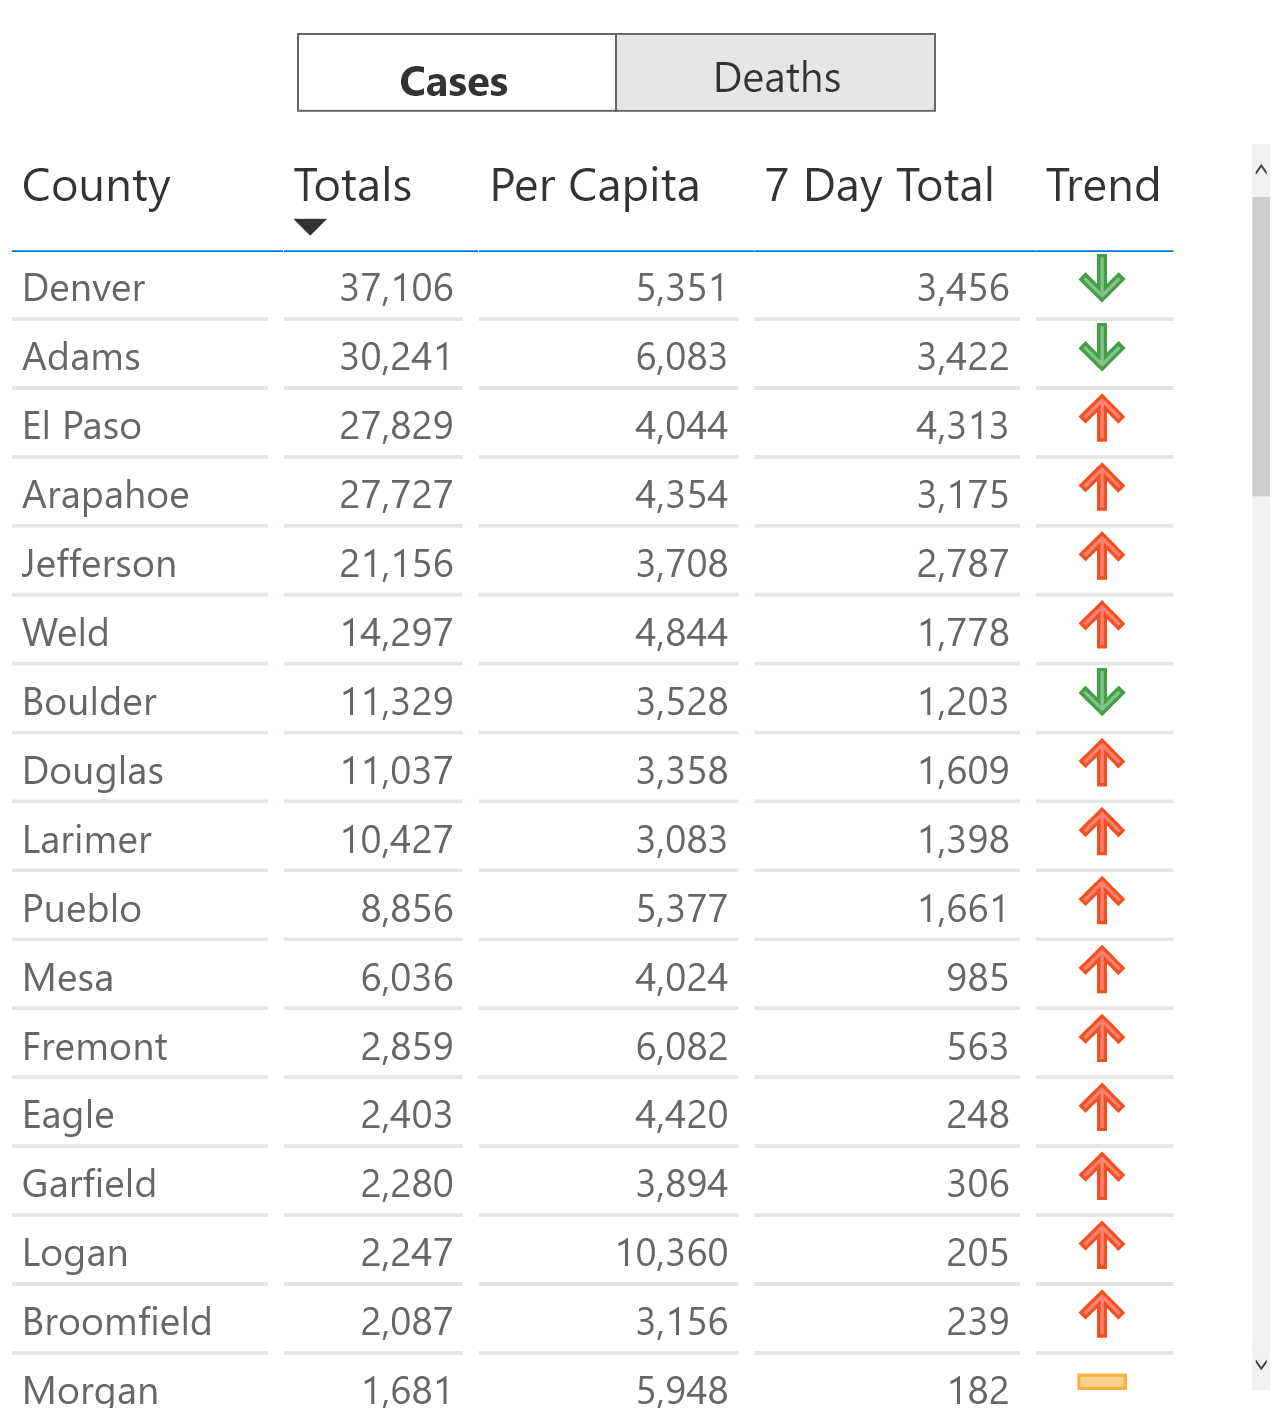 Cases Deaths
County Totals Per Capita 7 Day Total Trend
Denver 37,106 5,351 3,456
Adams 30,241 6,083 3,422
El Paso 27,829 4,044 4,313
Arapahoe 27,727 4,354 3,175
Jefferson 21,156 3,708 2,787
Weld 14,297 4,844 1,778
Boulder 11,329 3,528 1,203
Douglas 11,037 3,358 1,609
Larimer 10,427 3,083 1,398
Pueblo 8,856 5,377 1,661
Mesa 6,036 4,024 985
Fremont 2,859 6,082 563
Eagle 2,403 4,420 248
Garfield 2,280 3,894 306
Logan 2,247 10,360 205
Broomfield 2,087 3,156 239
Morgan 1,681 5,948 182